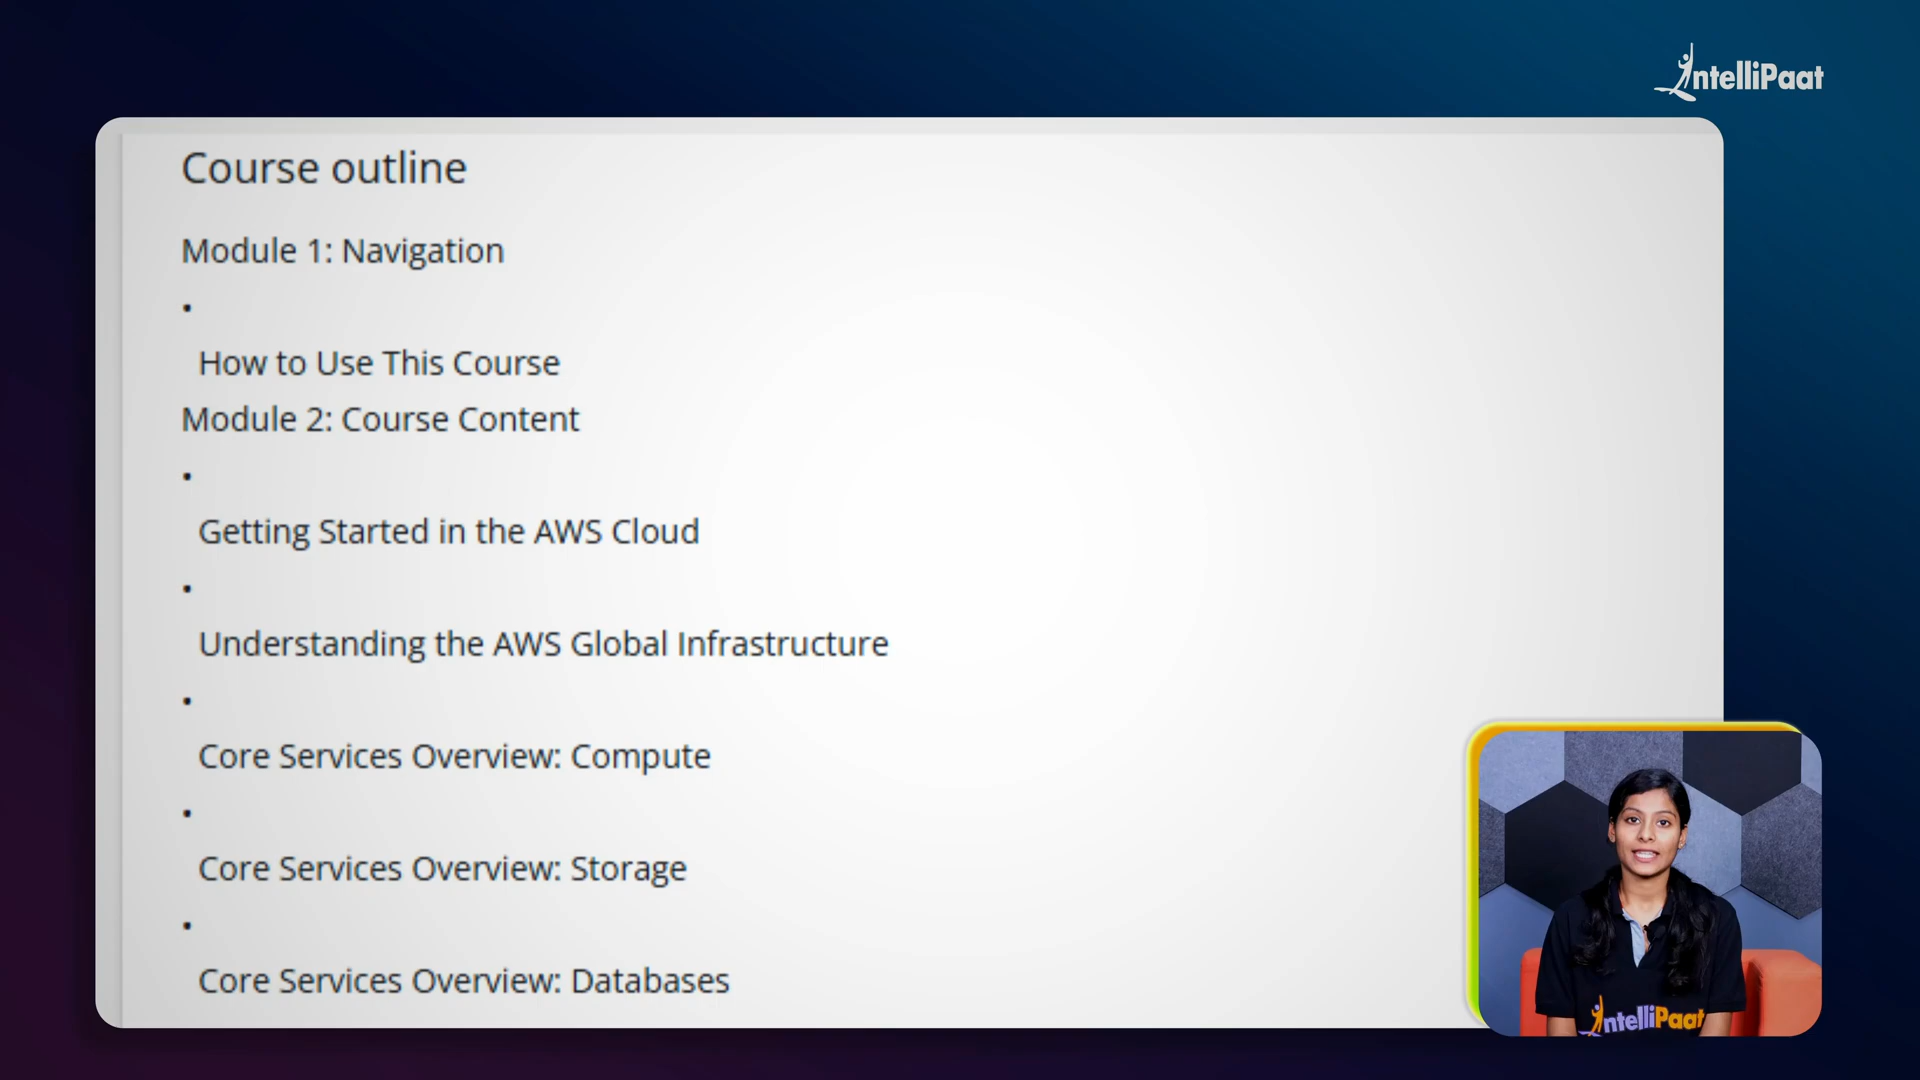 IntelliPaat
Course outline
Module 1: Navigation
•
How to Use This Course
Module 2: Course Content
•
Getting Started in the AWS Cloud
•
Understanding the AWS Global Infrastructure
•
Core Services Overview: Compute
•
Core Services Overview: Storage
•
Core Services Overview: Databases
IntelliPaat